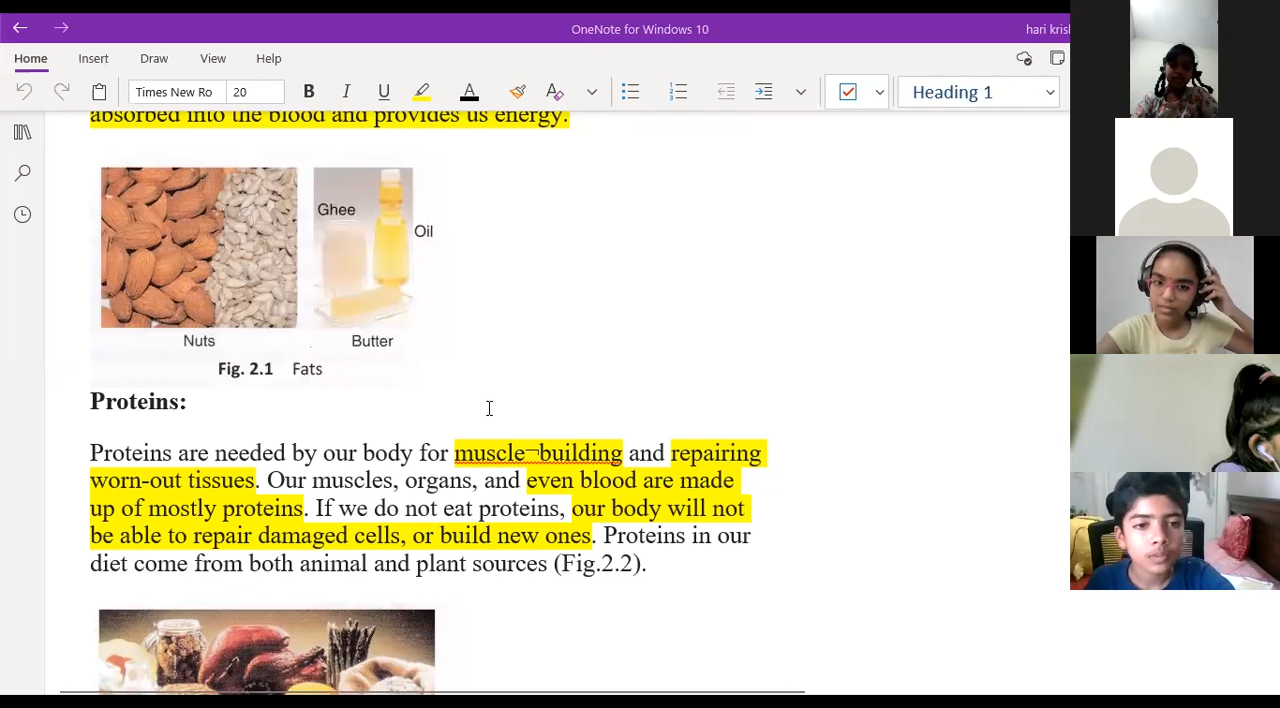 OneNote for Windows 10
hari krish
Home Insert Draw View Help
Times New Ro 20 B I U A Heading 1
absorbed into the blood and provides us energy.
Ghee
Oil
Nuts Butter
Fig. 2.1 Fats
Proteins:
Proteins are needed by our body for muscle¬building and repairing
worn-out tissues. Our muscles, organs, and even blood are made
up of mostly proteins. If we do not eat proteins, our body will not
be able to repair damaged cells, or build new ones. Proteins in our
diet come from both animal and plant sources (Fig.2.2).